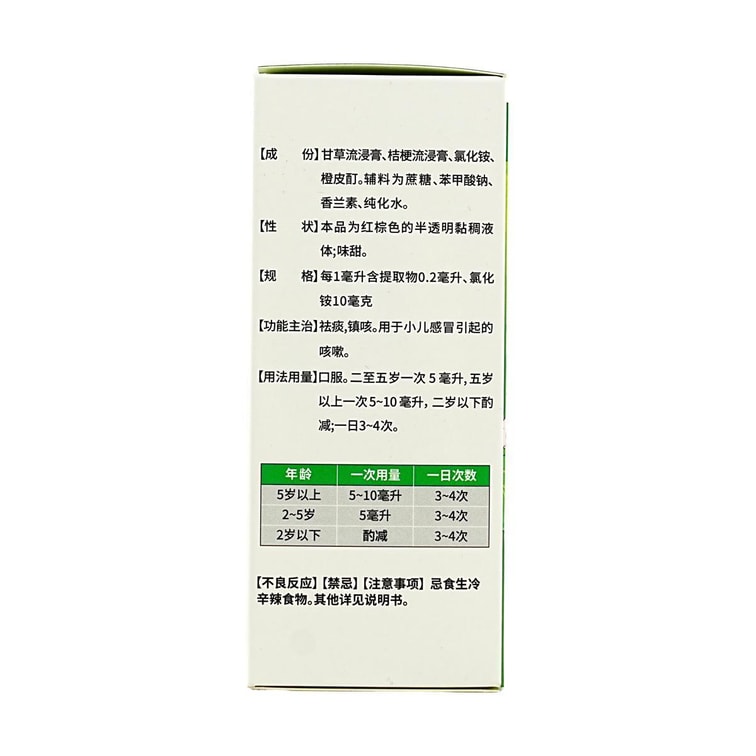 【成　份】甘草流浸膏、桔梗流浸膏、氯化铵、
橙皮酊。辅料为蔗糖、苯甲酸钠、
香兰素、纯化水。
【性　状】本品为红棕色的半透明黏稠液
体;味甜。
【规　格】每1毫升含提取物0.2毫升、氯化
铵10毫克
【功能主治】祛痰,镇咳。用于小儿感冒引起的
咳嗽。
【用法用量】口服。二至五岁一次 5 毫升,五岁
以上一次 5~10 毫升，二岁以下酌
减;一日3~4次。
年龄 一次用量 一日次数
5岁以上 5~10毫升 3~4次
2~5岁 5毫升 3~4次
2岁以下 酌减 3~4次
【不良反应】【禁忌】【注意事项】忌食生冷
辛辣食物。其他详见说明书。